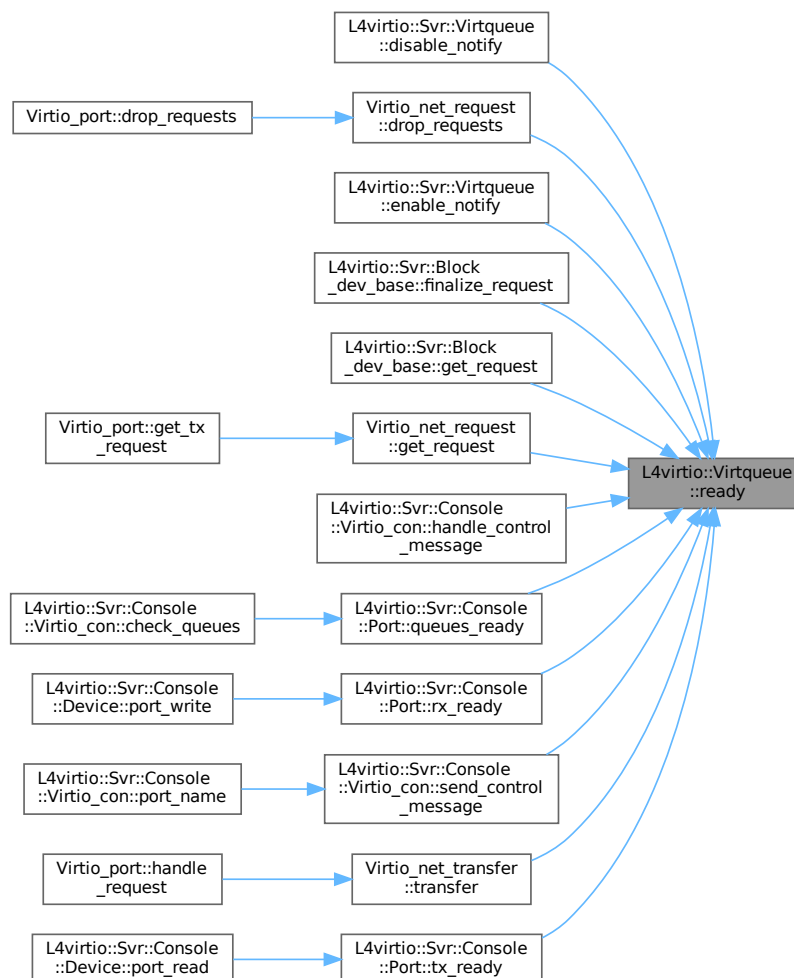 L4virtio::Svr::Virtqueue
::disable_notify
Virtio_port::drop_requests
Virtio_net_request
::drop_requests
L4virtio::Svr::Virtqueue
::enable_notify
L4virtio::Svr::Block
_dev_base::finalize_request
L4virtio::Svr::Block
_dev_base::get_request
Virtio_port::get_tx
_request
Virtio_net_request
::get_request
L4virtio::Virtqueue
::ready
L4virtio::Svr::Console
::Virtio_con::handle_control
_message
L4virtio::Svr::Console
::Virtio_con::check_queues
L4virtio::Svr::Console
::Port::queues_ready
L4virtio::Svr::Console
::Device::port_write
L4virtio::Svr::Console
::Port::rx_ready
L4virtio::Svr::Console
::Virtio_con::port_name
L4virtio::Svr::Console
::Virtio_con::send_control
_message
Virtio_port::handle
_request
Virtio_net_transfer
::transfer
L4virtio::Svr::Console
::Device::port_read
L4virtio::Svr::Console
::Port::tx_ready